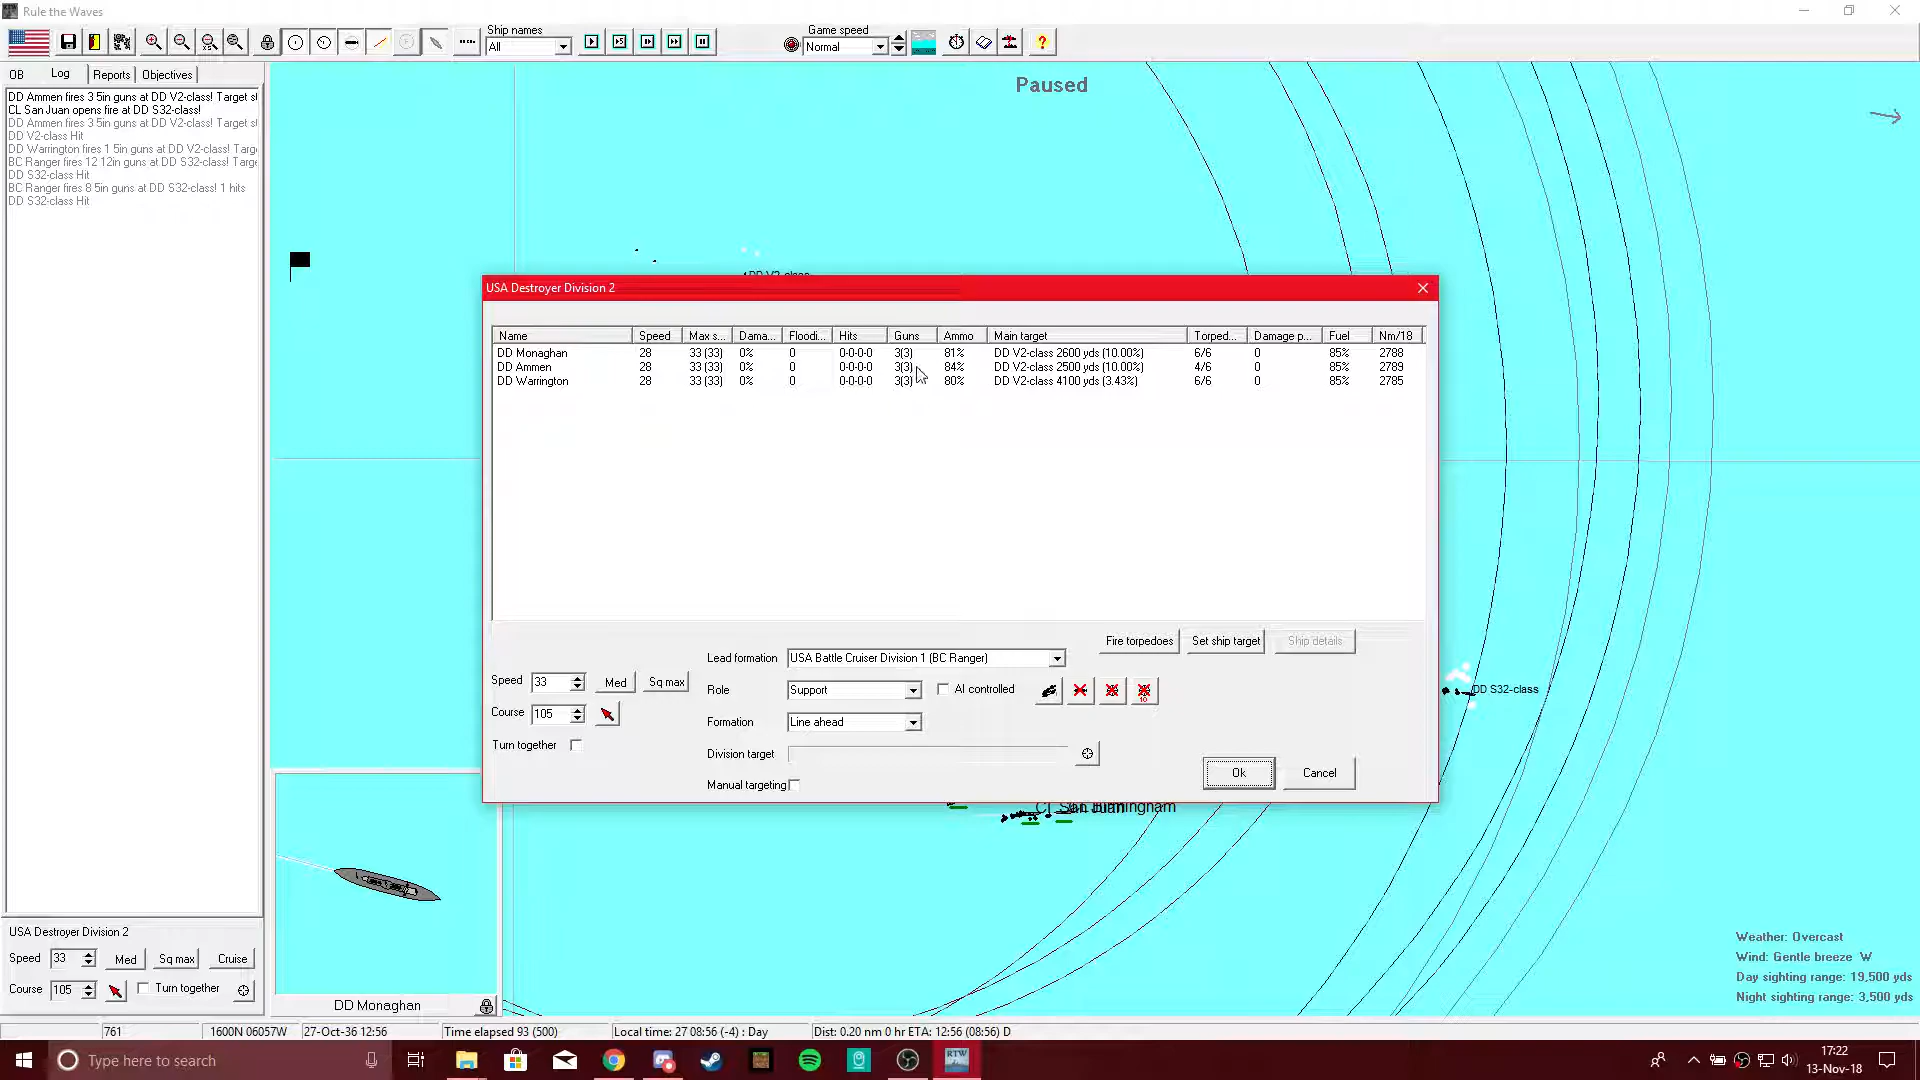 Rule the Waves
Ship names
All
Game speed
Normal
OB Log Reports Objectives
DD Ammen fires 3 5in guns at DD V2-class! Target sl
CL San Juan opens fire at DD S32-class!
DD Ammen fires 3 5in guns at DD V2-class! Target sl
DD V2-class Hit
DD Warrington fires 1 5in guns at DD V2-class! Targe
BC Ranger fires 12 12in guns at DD S32-class! Targe
DD S32-class Hit
BC Ranger fires 8 5in guns at DD S32-class! 1 hits
DD S32-class Hit
Paused
DD V2-class
USA Destroyer Division 2
Name Speed Max s... Dama... Floodi... Hits Guns Ammo Main target Torped... Damage p... Fuel Nm/18
DD Monaghan 28 33 (33) 0% 0 0-0-0-0 3(3) 81% DD V2-class 2600 yds (10.00%) 6/6 0 85% 2788
DD Ammen 28 33 (33) 0% 0 0-0-0-0 3(3) 84% DD V2-class 2500 yds (10.00%) 4/6 0 85% 2789
DD Warrington 28 33 (33) 0% 0 0-0-0-0 3(3) 80% DD V2-class 4100 yds (3.43%) 6/6 0 85% 2785
Fire torpedoes Set ship target Ship details
Lead formation USA Battle Cruiser Division 1 (BC Ranger)
Speed 33 Med Sq max
Role Support AI controlled
10
Course 105
Formation Line ahead
Turn together
Division target
Manual targeting
Ok Cancel
DD S32-class
CL San Juan
Birmingham
USA Destroyer Division 2
Speed 33 Med Sq max Cruise
Course 105 Turn together
DD Monaghan
Weather: Overcast
Wind: Gentle breeze W
Day sighting range: 19,500 yds
Night sighting range: 3,500 yds
761 1600N 06057W 27-Oct-36 12:56 Time elapsed 93 (500) Local time: 27 08:56 (-4) : Day Dist: 0.20 nm 0 hr ETA: 12:56 (08:56) D
Type here to search
RTW
17:22
13-Nov-18